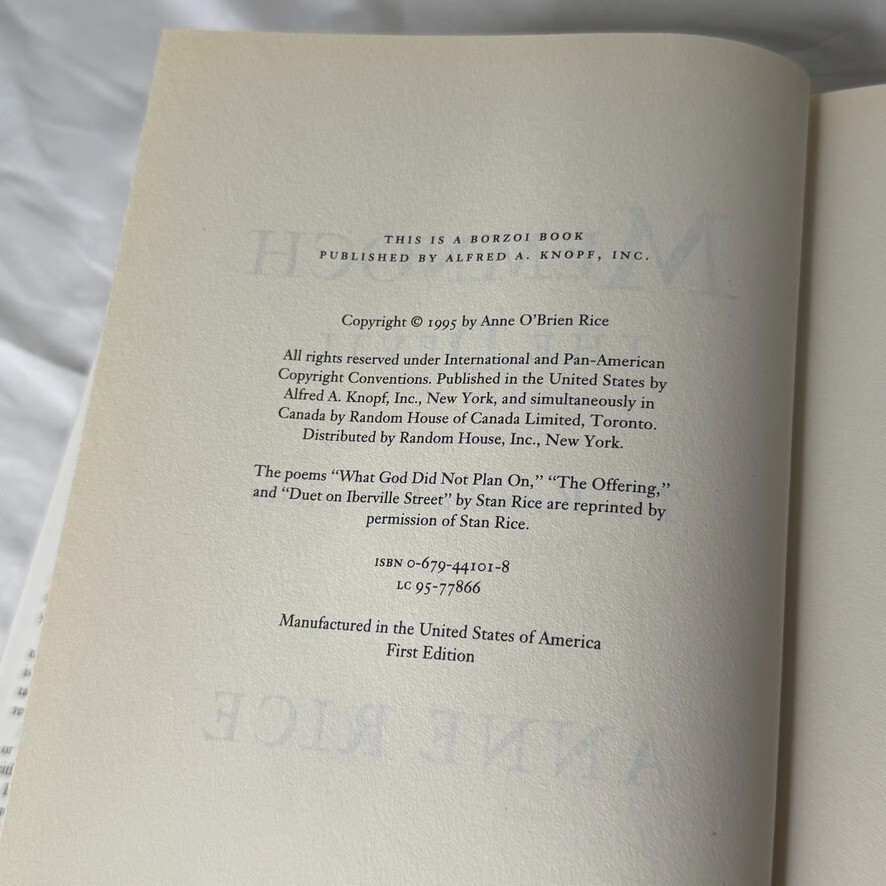 THIS IS A BORZOI BOOK
PUBLISHED BY ALFRED A. KNOPF, INC.
Copyright © 1995 by Anne O'Brien Rice
All rights reserved under International and Pan-American
Copyright Conventions. Published in the United States by
Alfred A. Knopf, Inc., New York, and simultaneously in
Canada by Random House of Canada Limited, Toronto.
Distributed by Random House, Inc., New York.
The poems “What God Did Not Plan On,” “The Offering,”
and “Duet on Iberville Street” by Stan Rice are reprinted by
permission of Stan Rice.
ISBN 0-679-44101-8
LC 95-77866
Manufactured in the United States of America
First Edition
ANNE RICE